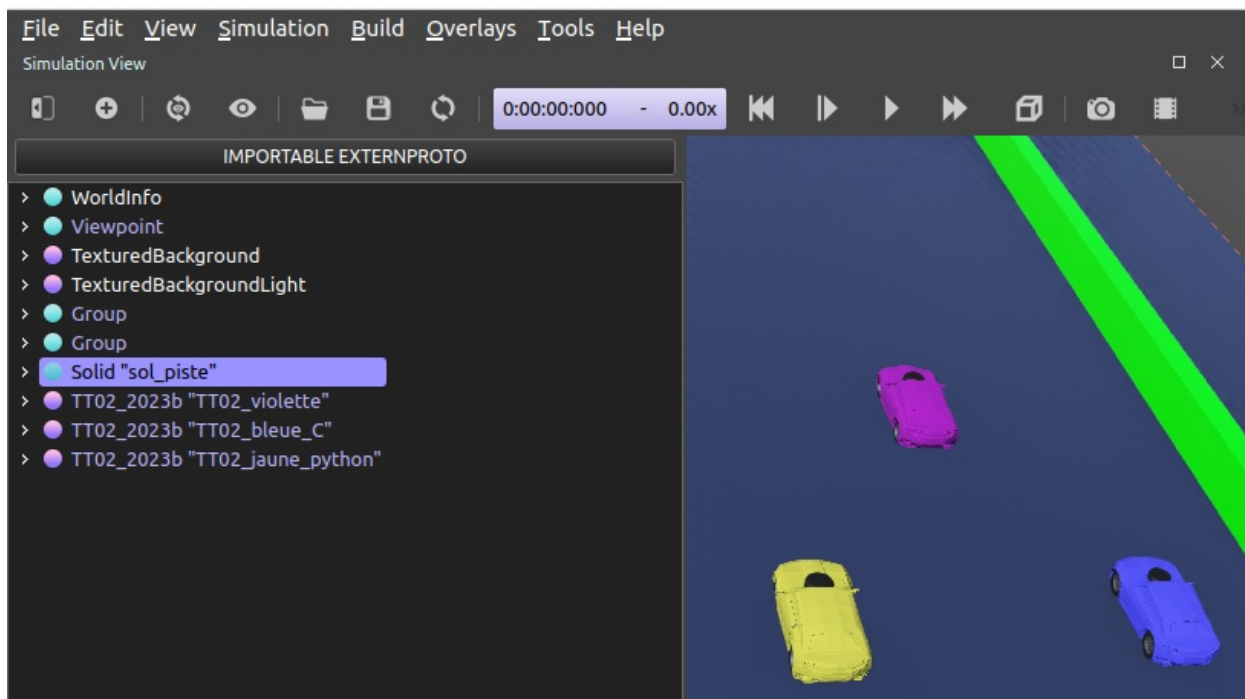 File Edit View Simulation Build Overlays Tools Help
Simulation View
0:00:00:000 - 0.00x
IMPORTABLE EXTERNPROTO
WorldInfo
Viewpoint
TexturedBackground
TexturedBackgroundLight
Group
Group
Solid "sol_piste"
TT02_2023b "TT02_violette"
TT02_2023b "TT02_bleue_C"
TT02_2023b "TT02_jaune_python"